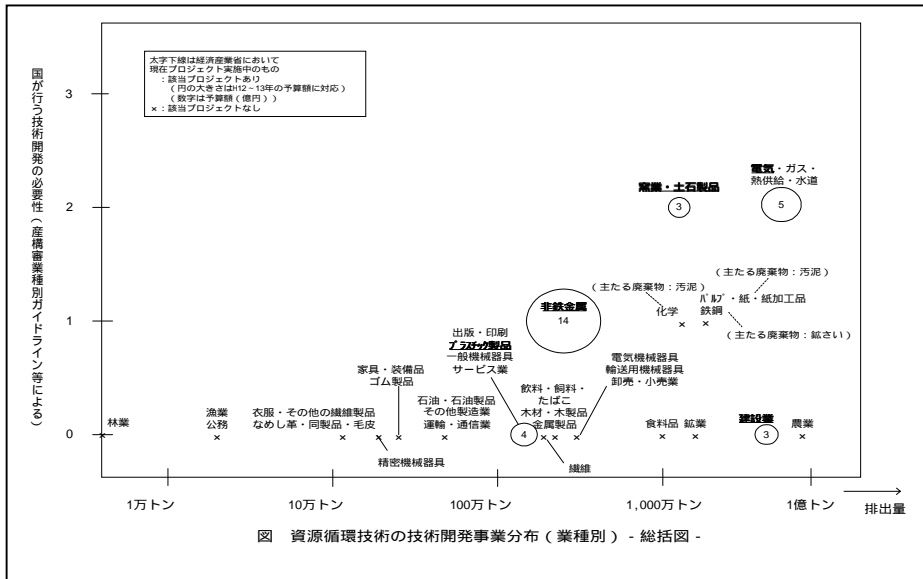 太字下線は経済産業省において
現在プロジェクト実施中のもの
：該当プロジェクトあり
（円の大きさはH12～13年の予算額に対応）
（数字は予算額（億円））
×：該当プロジェクトなし
国が行う技術開発の必要性（産構審業種別ガイドライン等による）
3
2
1
0
電気・ガス・
熱供給・水道
5
窯業・土石製品
3
（主たる廃棄物：汚泥）
（主たる廃棄物：汚泥）
化学
パルプ・紙・紙加工品
鉄鋼
（主たる廃棄物：鉱さい）
非鉄金属
14
出版・印刷
プラスチック製品
一般機械器具
サービス業
電気機械器具
輸送用機械器具
卸売・小売業
家具・装備品
ゴム製品
飲料・飼料・
たばこ
木材・木製品
金属製品
石油・石油製品
その他製造業
運輸・通信業
林業
漁業
公務
衣服・その他の繊維製品
なめし革・同製品・毛皮
精密機械器具
4
繊維
食料品
鉱業
建設業
3
農業
1万トン
10万トン
100万トン
1,000万トン
1億トン
排出量
図 資源循環技術の技術開発事業分布（業種別）- 総括図 -